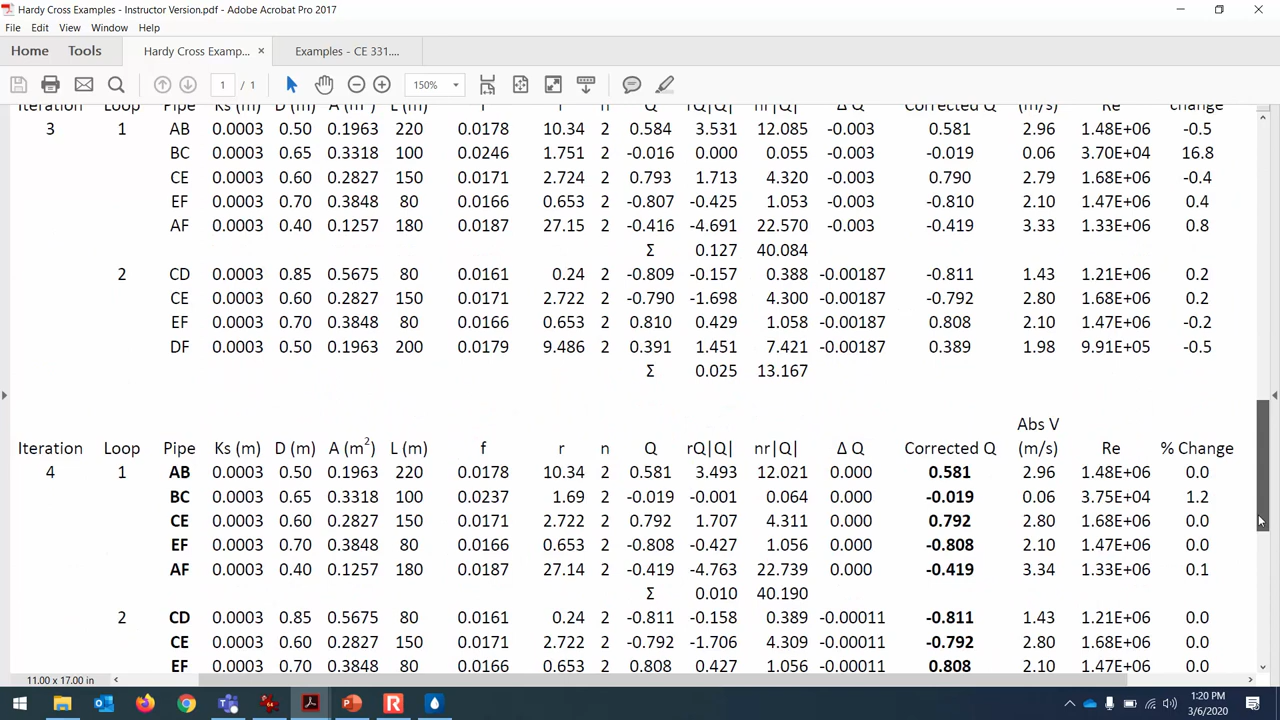 Hardy Cross Examples - Instructor Version.pdf - Adobe Acrobat Pro 2017
File Edit View Window Help
Home Tools Hardy Cross Examp... × Examples - CE 331....
1 / 1 150%
Iteration Loop Pipe Ks (m) D (m) A (m²) L (m) f r n Q rQ|Q| nr|Q| Δ Q Corrected Q (m/s) Re change
3 1 AB 0.0003 0.50 0.1963 220 0.0178 10.34 2 0.584 3.531 12.085 -0.003 0.581 2.96 1.48E+06 -0.5
BC 0.0003 0.65 0.3318 100 0.0246 1.751 2 -0.016 0.000 0.055 -0.003 -0.019 0.06 3.70E+04 16.8
CE 0.0003 0.60 0.2827 150 0.0171 2.724 2 0.793 1.713 4.320 -0.003 0.790 2.79 1.68E+06 -0.4
EF 0.0003 0.70 0.3848 80 0.0166 0.653 2 -0.807 -0.425 1.053 -0.003 -0.810 2.10 1.47E+06 0.4
AF 0.0003 0.40 0.1257 180 0.0187 27.15 2 -0.416 -4.691 22.570 -0.003 -0.419 3.33 1.33E+06 0.8
Σ 0.127 40.084
2 CD 0.0003 0.85 0.5675 80 0.0161 0.24 2 -0.809 -0.157 0.388 -0.00187 -0.811 1.43 1.21E+06 0.2
CE 0.0003 0.60 0.2827 150 0.0171 2.722 2 -0.790 -1.698 4.300 -0.00187 -0.792 2.80 1.68E+06 0.2
EF 0.0003 0.70 0.3848 80 0.0166 0.653 2 0.810 0.429 1.058 -0.00187 0.808 2.10 1.47E+06 -0.2
DF 0.0003 0.50 0.1963 200 0.0179 9.486 2 0.391 1.451 7.421 -0.00187 0.389 1.98 9.91E+05 -0.5
Σ 0.025 13.167
Abs V
Iteration Loop Pipe Ks (m) D (m) A (m²) L (m) f r n Q rQ|Q| nr|Q| Δ Q Corrected Q (m/s) Re % Change
4 1 AB 0.0003 0.50 0.1963 220 0.0178 10.34 2 0.581 3.493 12.021 0.000 0.581 2.96 1.48E+06 0.0
BC 0.0003 0.65 0.3318 100 0.0237 1.69 2 -0.019 -0.001 0.064 0.000 -0.019 0.06 3.75E+04 1.2
CE 0.0003 0.60 0.2827 150 0.0171 2.722 2 0.792 1.707 4.311 0.000 0.792 2.80 1.68E+06 0.0
EF 0.0003 0.70 0.3848 80 0.0166 0.653 2 -0.808 -0.427 1.056 0.000 -0.808 2.10 1.47E+06 0.0
AF 0.0003 0.40 0.1257 180 0.0187 27.14 2 -0.419 -4.763 22.739 0.000 -0.419 3.34 1.33E+06 0.1
Σ 0.010 40.190
2 CD 0.0003 0.85 0.5675 80 0.0161 0.24 2 -0.811 -0.158 0.389 -0.00011 -0.811 1.43 1.21E+06 0.0
CE 0.0003 0.60 0.2827 150 0.0171 2.722 2 -0.792 -1.706 4.309 -0.00011 -0.792 2.80 1.68E+06 0.0
EF 0.0003 0.70 0.3848 80 0.0166 0.653 2 0.808 0.427 1.056 -0.00011 0.808 2.10 1.47E+06 0.0
11.00 x 17.00 in
1:20 PM
3/6/2020